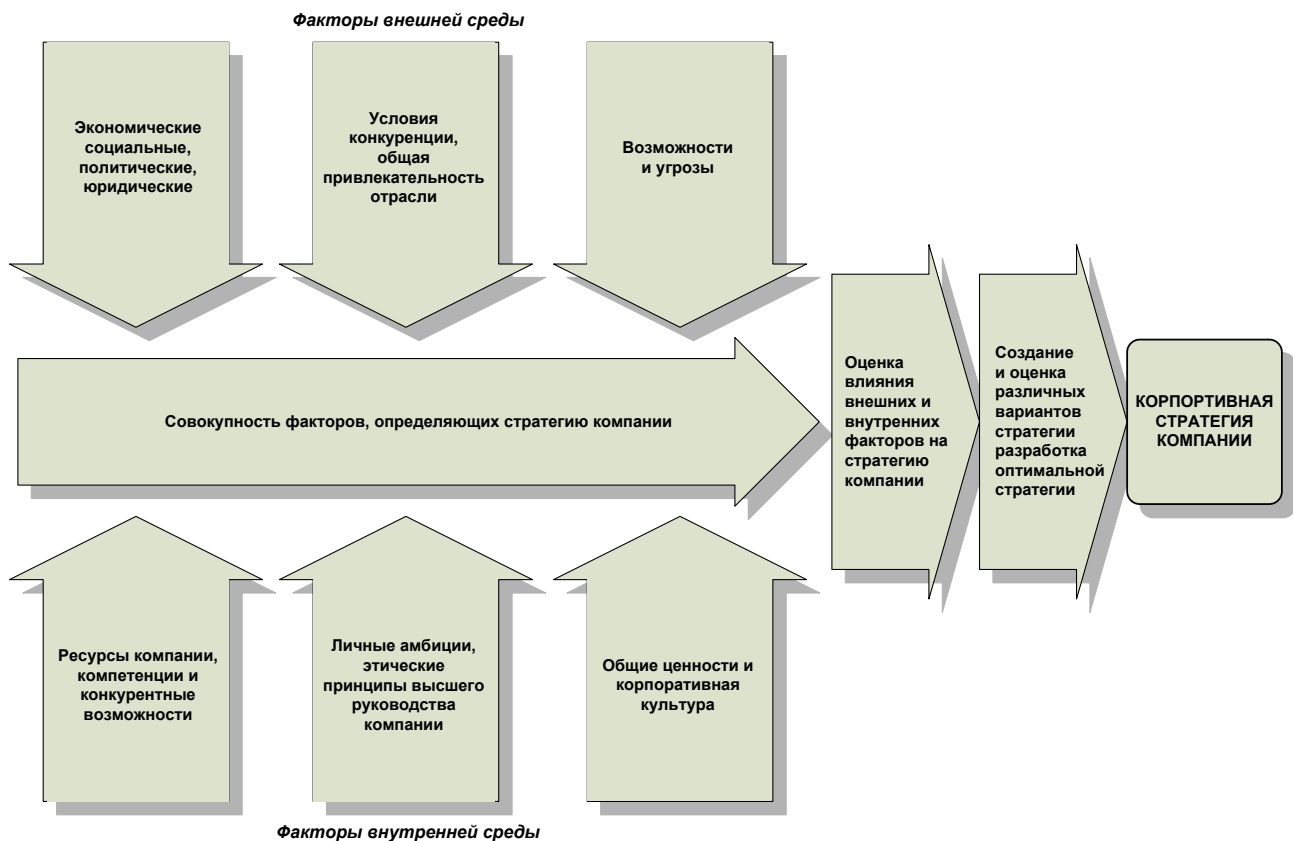 Факторы внешней среды
Экономические
социальные,
политические,
юридические
Условия
конкуренции,
общая
привлекательность
отрасли
Возможности
и угрозы
Совокупность факторов, определяющих стратегию компании
Оценка
влияния
внешних и
внутренних
факторов на
стратегию
компании
Создание
и оценка
различных
вариантов
стратегии
разработка
оптимальной
стратегии
КОРПОРТИВНАЯ
СТРАТЕГИЯ
КОМПАНИИ
Ресурсы компании,
компетенции и
конкурентные
возможности
Личные амбиции,
этические
принципы высшего
руководства
компании
Общие ценности и
корпоративная
культура
Факторы внутренней среды